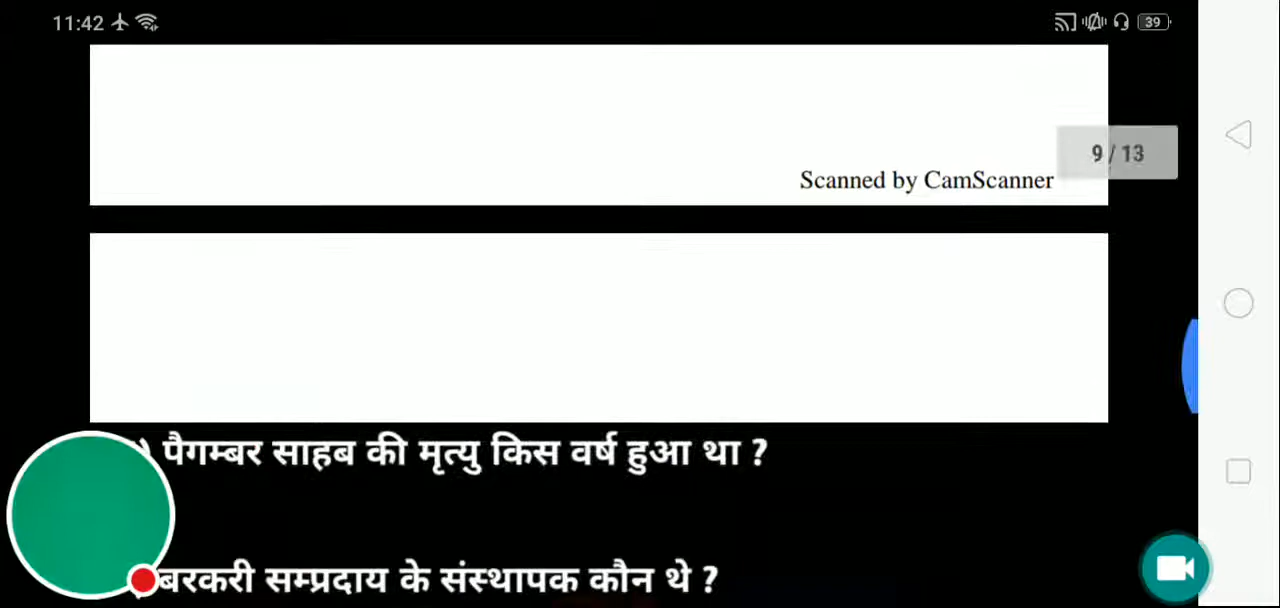 11:42
39
9 / 13
Scanned by CamScanner
) पैगम्बर साहब की मृत्यु किस वर्ष हुआ था ?
बरकरी सम्प्रदाय के संस्थापक कौन थे ?